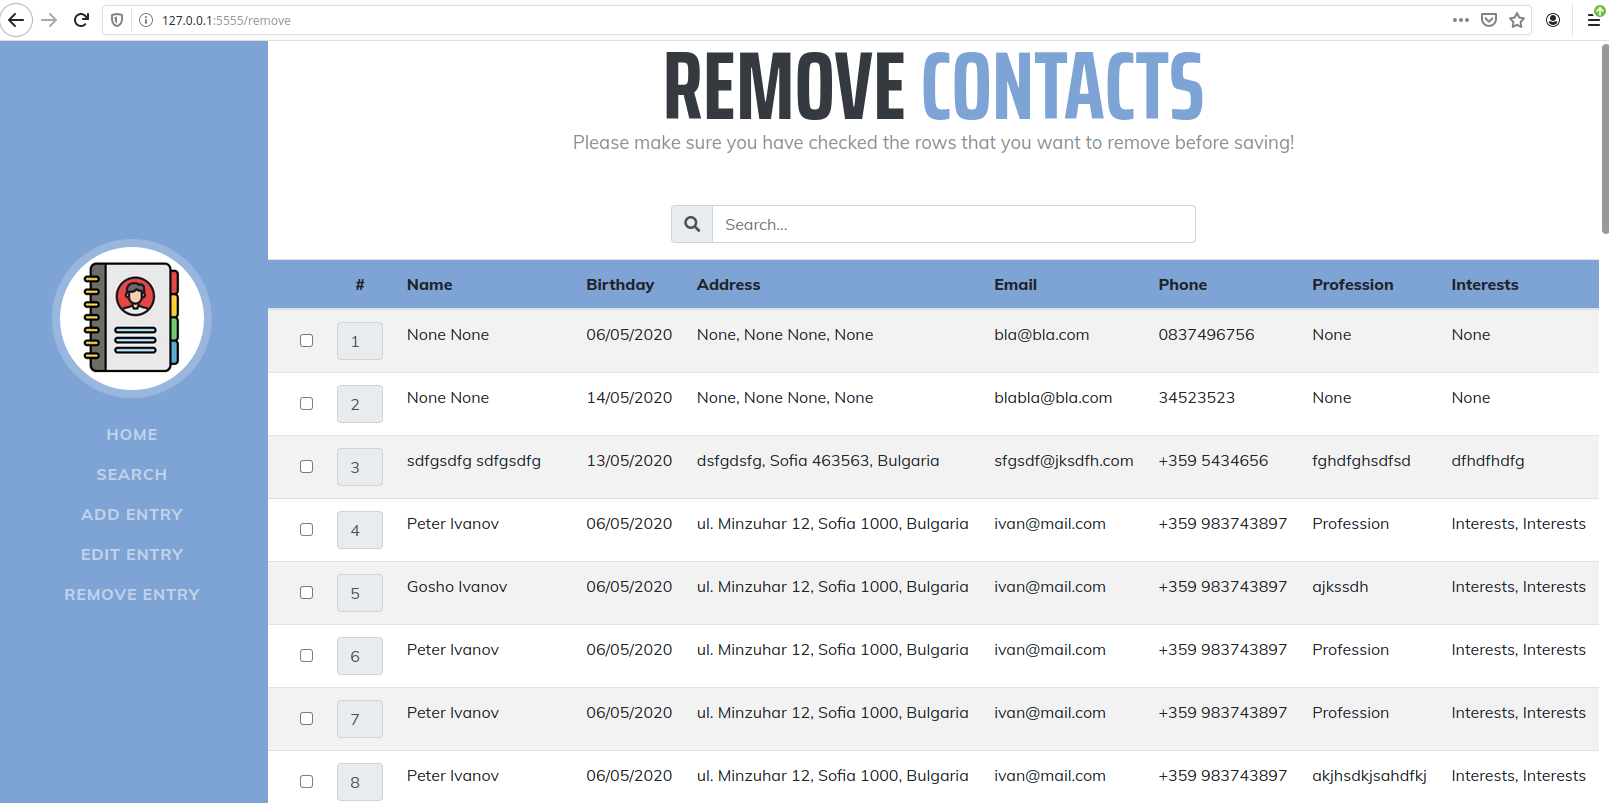 127.0.0.1:5555/remove
REMOVE CONTACTS
Please make sure you have checked the rows that you want to remove before saving!
Search...
HOME
SEARCH
ADD ENTRY
EDIT ENTRY
REMOVE ENTRY
# Name Birthday Address Email Phone Profession Interests
1 None None 06/05/2020 None, None None, None bla@bla.com 0837496756 None None
2 None None 14/05/2020 None, None None, None blabla@bla.com 34523523 None None
3 sdfgsdfg sdfgsdfg 13/05/2020 dsfgdsfg, Sofia 463563, Bulgaria sfgsdf@jksdfh.com +359 5434656 fghdfghsdfsd dfhdfhdfg
4 Peter Ivanov 06/05/2020 ul. Minzuhar 12, Sofia 1000, Bulgaria ivan@mail.com +359 983743897 Profession Interests, Interests
5 Gosho Ivanov 06/05/2020 ul. Minzuhar 12, Sofia 1000, Bulgaria ivan@mail.com +359 983743897 ajkssdh Interests, Interests
6 Peter Ivanov 06/05/2020 ul. Minzuhar 12, Sofia 1000, Bulgaria ivan@mail.com +359 983743897 Profession Interests, Interests
7 Peter Ivanov 06/05/2020 ul. Minzuhar 12, Sofia 1000, Bulgaria ivan@mail.com +359 983743897 Profession Interests, Interests
8 Peter Ivanov 06/05/2020 ul. Minzuhar 12, Sofia 1000, Bulgaria ivan@mail.com +359 983743897 akjhsdkjsahdfkj Interests, Interests